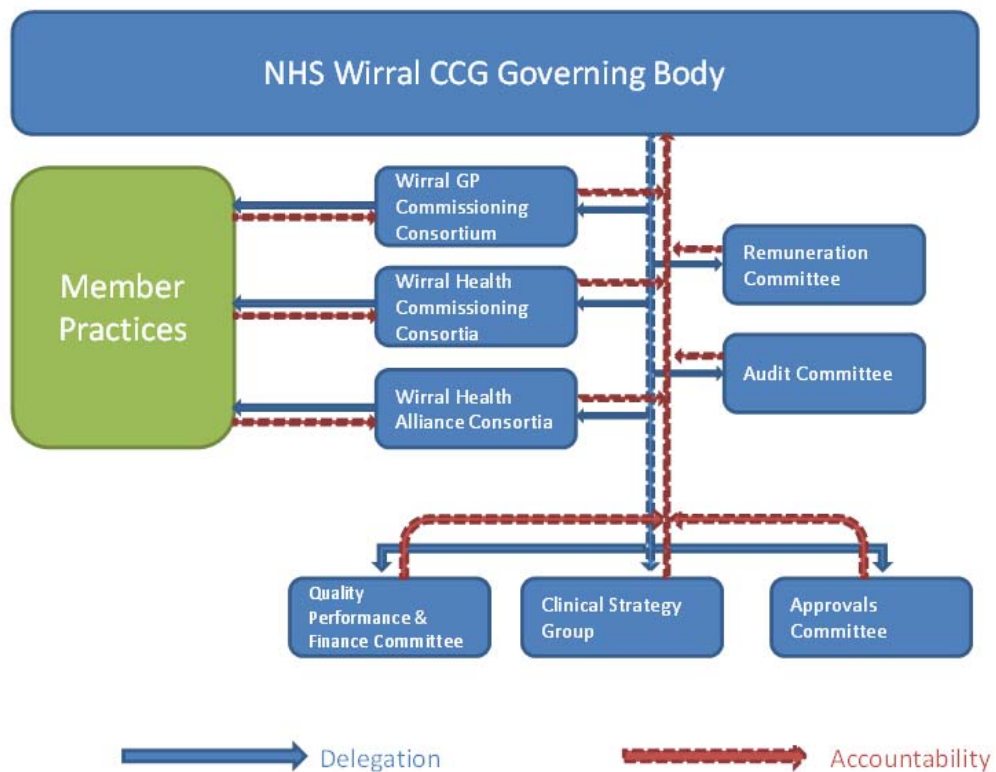 NHS Wirral CCG Governing Body
Member
Practices
Wirral GP
Commissioning
Consortium
Wirral Health
Commissioning
Consortia
Wirral Health
Alliance Consortia
Remuneration
Committee
Audit Committee
Quality
Performance &
Finance Committee
Clinical Strategy
Group
Approvals
Committee
Delegation
Accountability